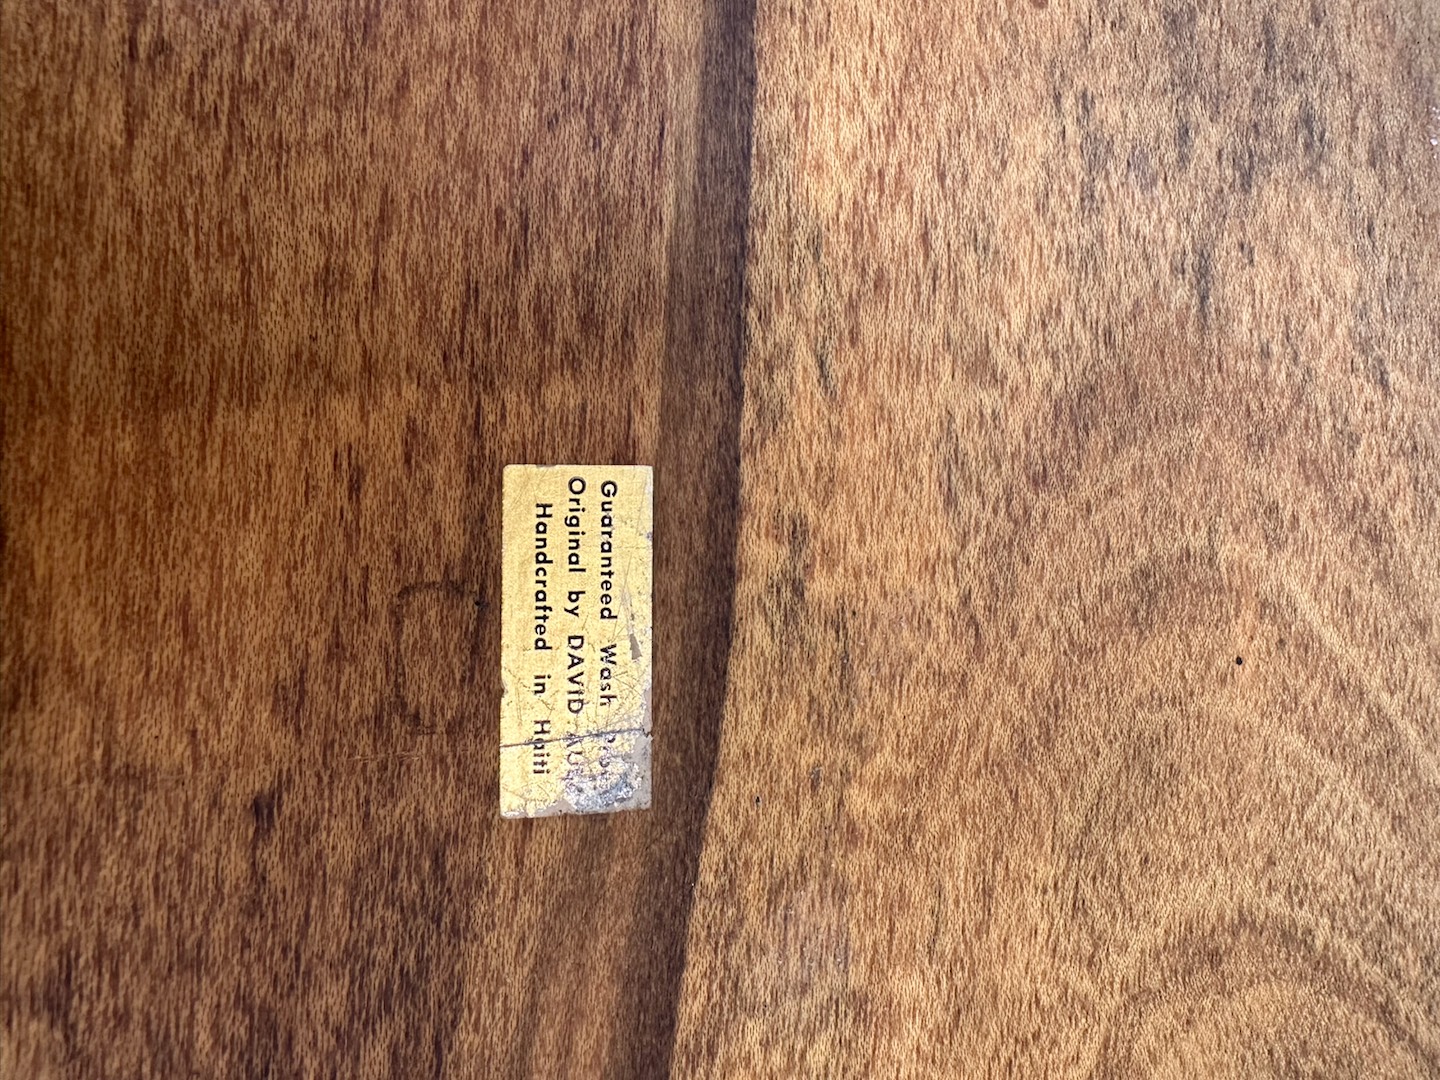 Guaranteed Wash
Original by DAVID
Handcrafted in Haiti